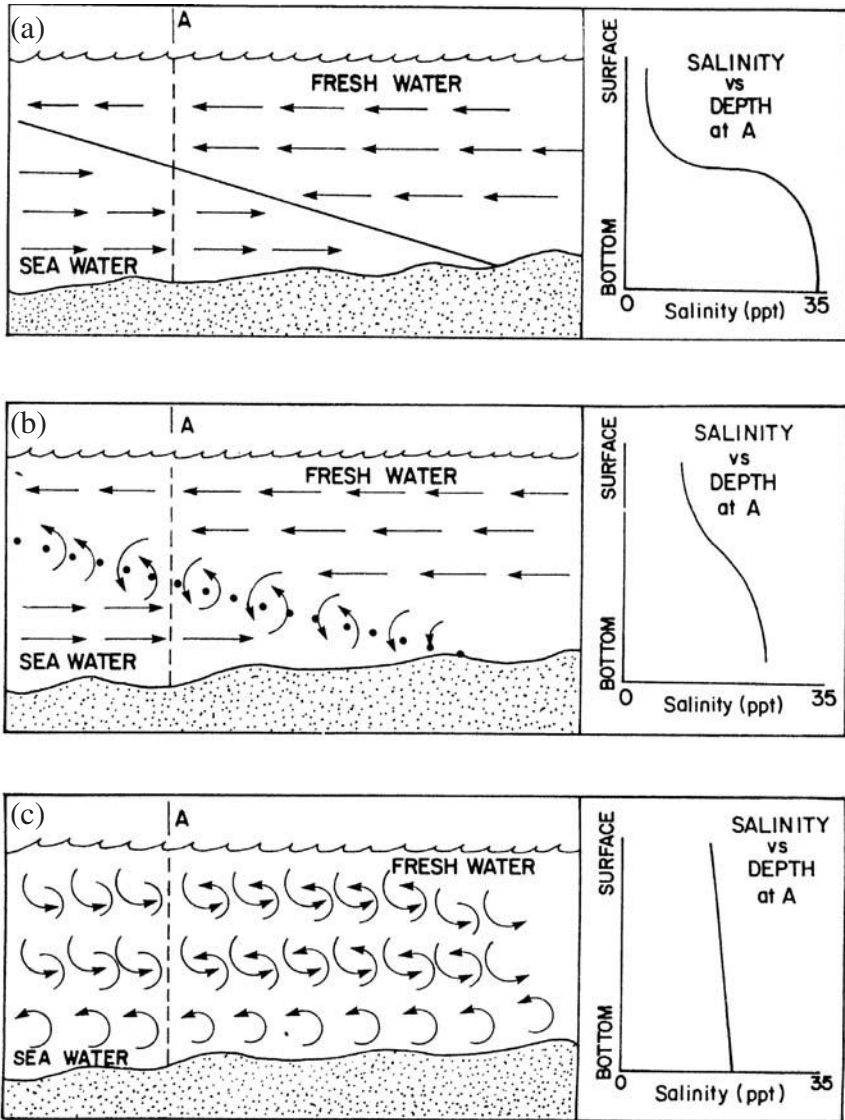 (a)
A
FRESH WATER
SEA WATER
SURFACE
BOTTOM
SALINITY
vs
DEPTH
at A
0 35
Salinity (ppt)
(b)
A
FRESH WATER
SEA WATER
SURFACE
BOTTOM
SALINITY
vs
DEPTH
at A
0 35
Salinity (ppt)
(c)
A
FRESH WATER
SEA WATER
SURFACE
BOTTOM
SALINITY
vs
DEPTH
at A
0 35
Salinity (ppt)